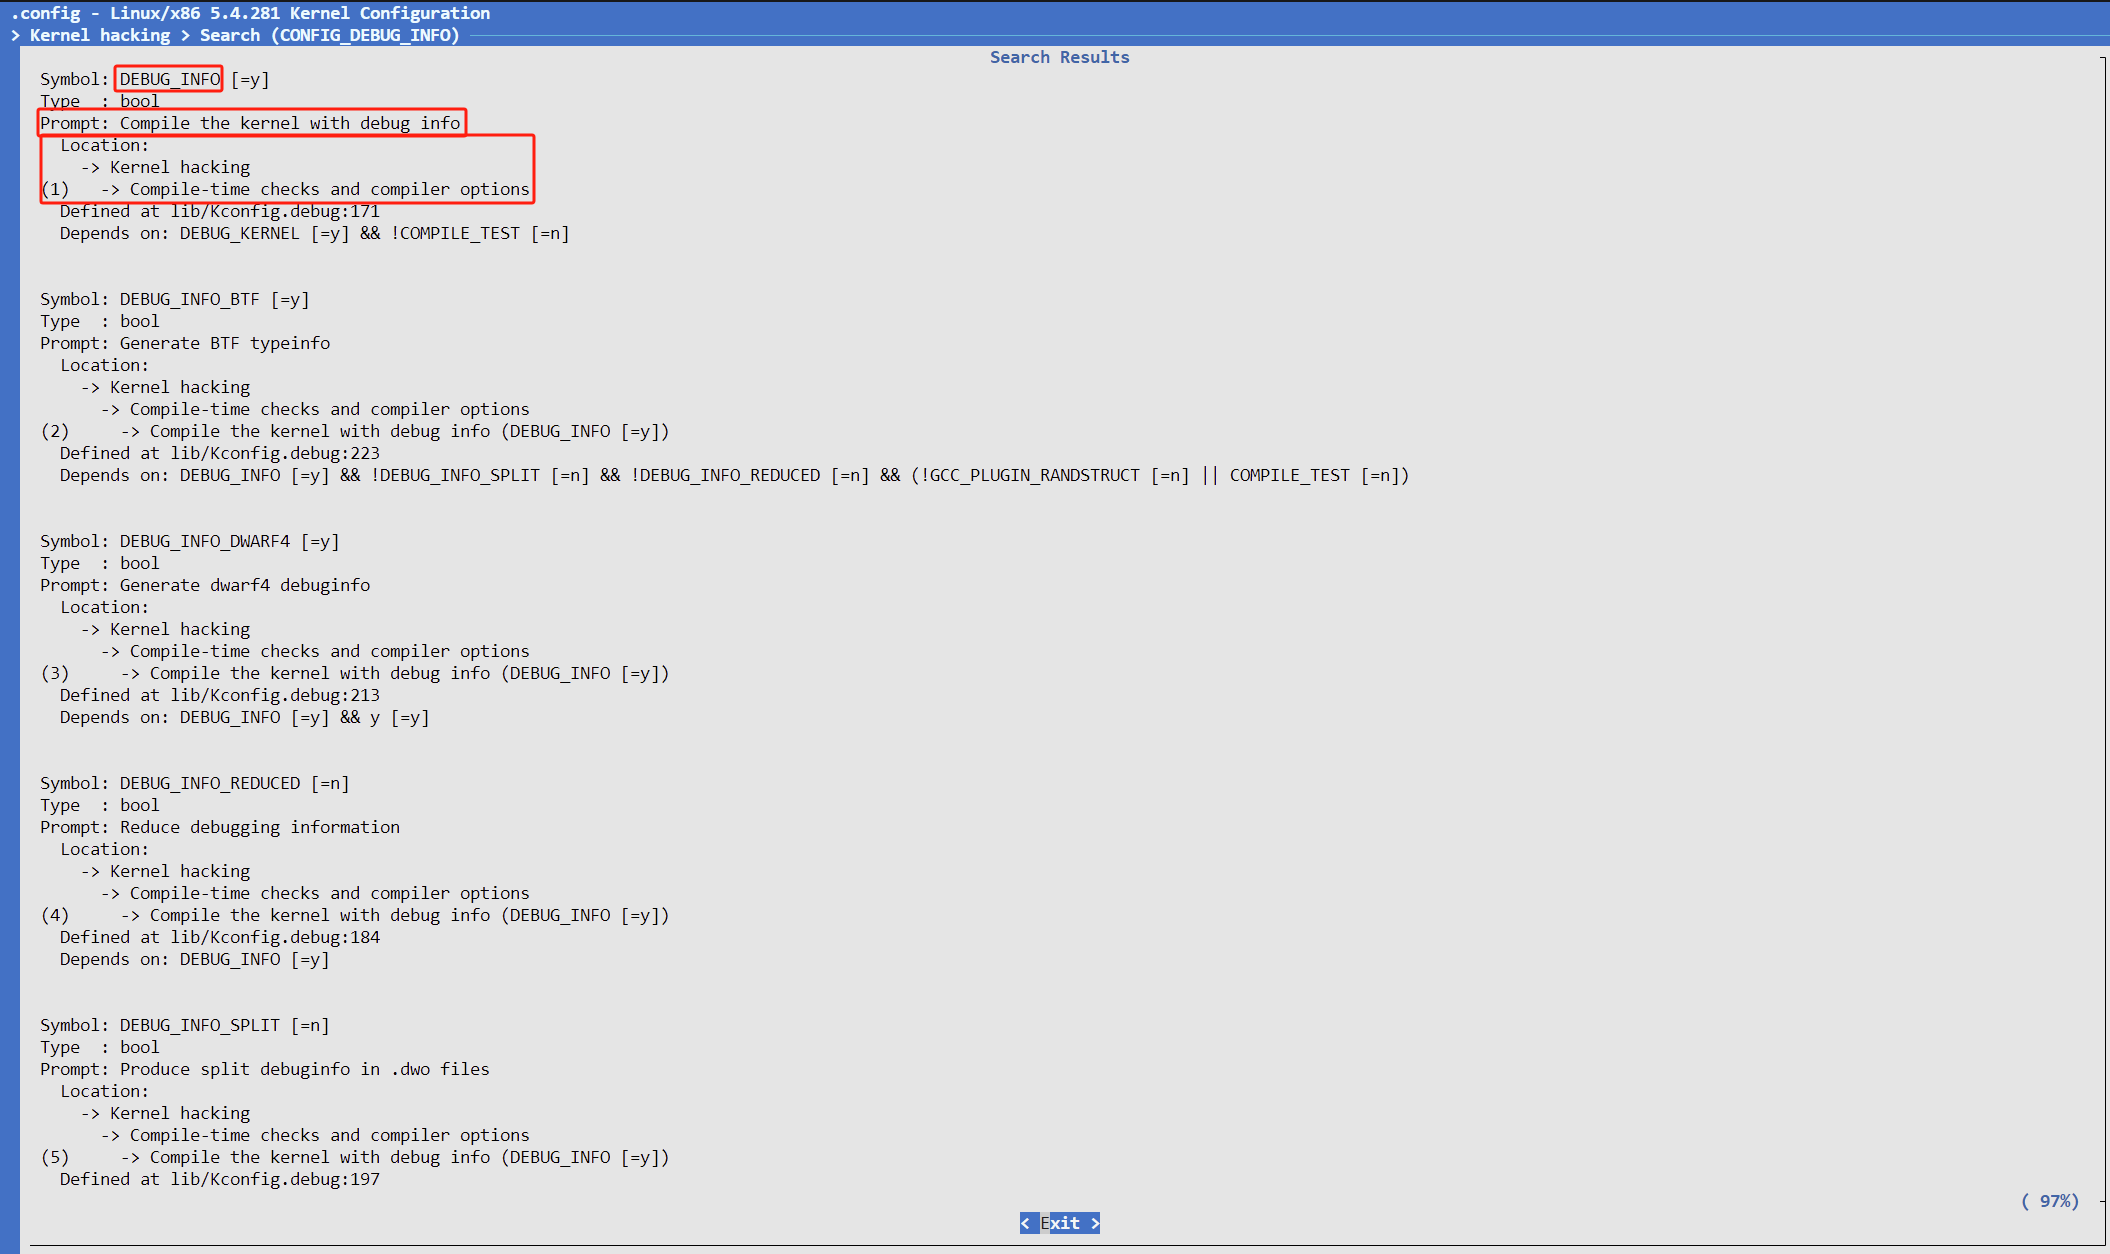 .config - Linux/x86 5.4.281 Kernel Configuration
> Kernel hacking > Search (CONFIG_DEBUG_INFO)
Search Results
Symbol: DEBUG_INFO [=y]
Type  : bool
Prompt: Compile the kernel with debug info
  Location:
    -> Kernel hacking
(1)   -> Compile-time checks and compiler options
  Defined at lib/Kconfig.debug:171
  Depends on: DEBUG_KERNEL [=y] && !COMPILE_TEST [=n]
Symbol: DEBUG_INFO_BTF [=y]
Type  : bool
Prompt: Generate BTF typeinfo
  Location:
    -> Kernel hacking
      -> Compile-time checks and compiler options
(2)     -> Compile the kernel with debug info (DEBUG_INFO [=y])
  Defined at lib/Kconfig.debug:223
  Depends on: DEBUG_INFO [=y] && !DEBUG_INFO_SPLIT [=n] && !DEBUG_INFO_REDUCED [=n] && (!GCC_PLUGIN_RANDSTRUCT [=n] || COMPILE_TEST [=n])
Symbol: DEBUG_INFO_DWARF4 [=y]
Type  : bool
Prompt: Generate dwarf4 debuginfo
  Location:
    -> Kernel hacking
      -> Compile-time checks and compiler options
(3)     -> Compile the kernel with debug info (DEBUG_INFO [=y])
  Defined at lib/Kconfig.debug:213
  Depends on: DEBUG_INFO [=y] && y [=y]
Symbol: DEBUG_INFO_REDUCED [=n]
Type  : bool
Prompt: Reduce debugging information
  Location:
    -> Kernel hacking
      -> Compile-time checks and compiler options
(4)     -> Compile the kernel with debug info (DEBUG_INFO [=y])
  Defined at lib/Kconfig.debug:184
  Depends on: DEBUG_INFO [=y]
Symbol: DEBUG_INFO_SPLIT [=n]
Type  : bool
Prompt: Produce split debuginfo in .dwo files
  Location:
    -> Kernel hacking
      -> Compile-time checks and compiler options
(5)     -> Compile the kernel with debug info (DEBUG_INFO [=y])
  Defined at lib/Kconfig.debug:197
( 97%)
< Exit >